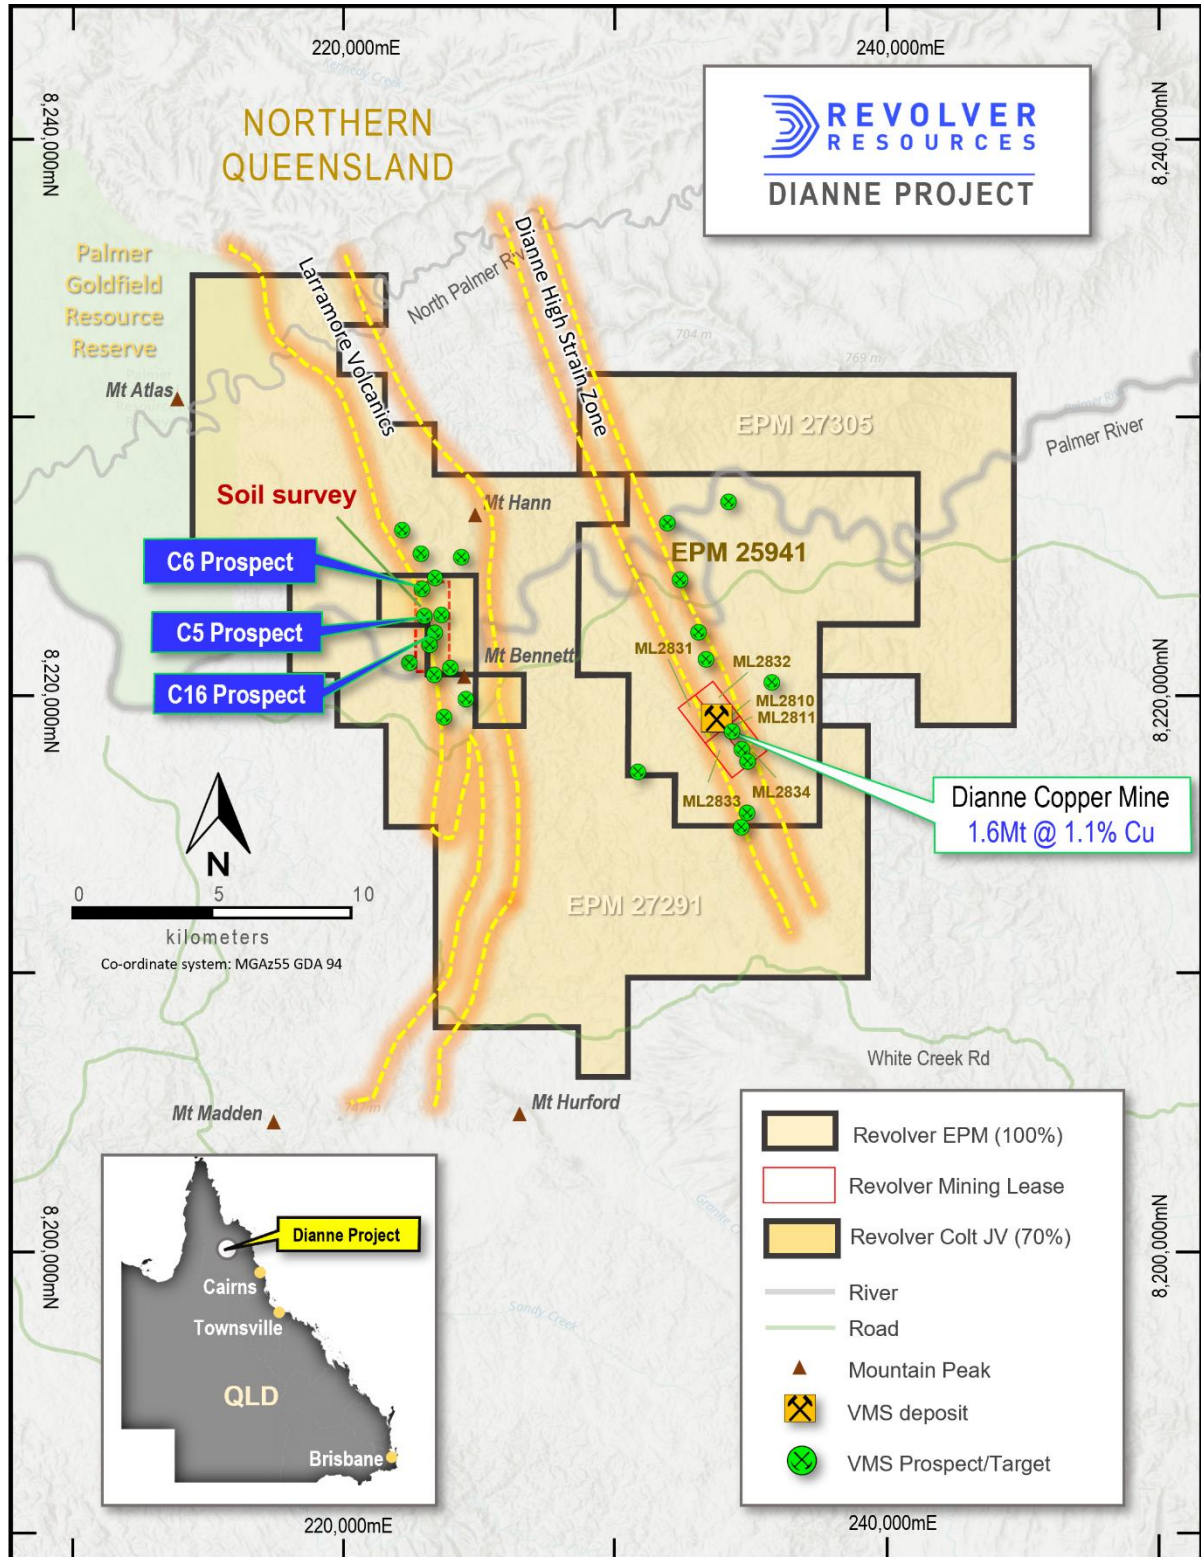 220,000mE
240,000mE
8,240,000mN
8,240,000mN
Kennedy Creek
NORTHERN
QUEENSLAND
REVOLVER
RESOURCES
DIANNE PROJECT
Palmer
Goldfield
Resource
Reserve
Larramore Volcanics
North Palmer Riv
Dianne High Strain Zone
704 m
769 m
Mt Atlas
EPM 27305
Palmer River
Soil survey
Mt Hann
C6 Prospect
EPM 25941
C5 Prospect
Mt Bennett
ML2831
ML2832
C16 Prospect
ML2810
ML2811
8,220,000mN
8,220,000mN
ML2833
ML2834
Dianne Copper Mine
1.6Mt @ 1.1% Cu
N
0 5 10
kilometers
Co-ordinate system: MGAz55 GDA 94
EPM 27291
White Creek Rd
Mt Madden
747 m
Mt Hurford
Revolver EPM (100%)
Revolver Mining Lease
Revolver Colt JV (70%)
River
Road
Mountain Peak
VMS deposit
VMS Prospect/Target
Dianne Project
Cairns
Townsville
QLD
Brisbane
8,200,000mN
8,200,000mN
Sandy Creek
220,000mE
240,000mE